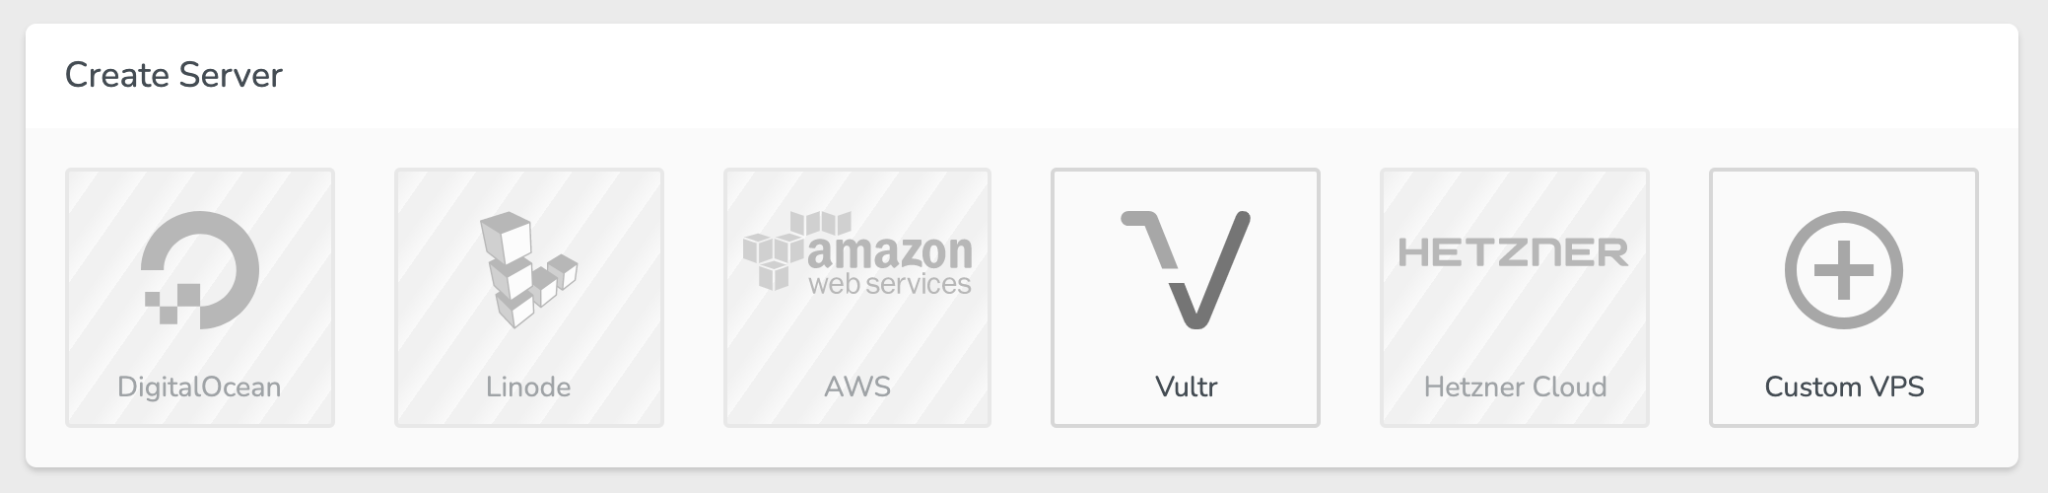 Create Server
amazon
web services
HETZNER
DigitalOcean
Linode
AWS
Vultr
Hetzner Cloud
Custom VPS